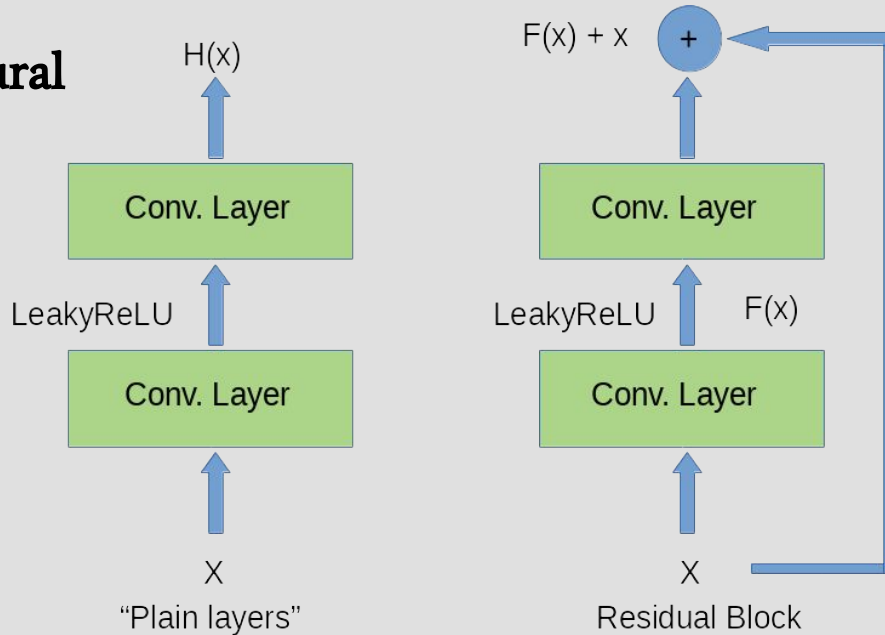 ural
H(x)
Conv. Layer
LeakyReLU
Conv. Layer
X
“Plain layers”
F(x) + x
+
Conv. Layer
LeakyReLU
F(x)
Conv. Layer
X
Residual Block